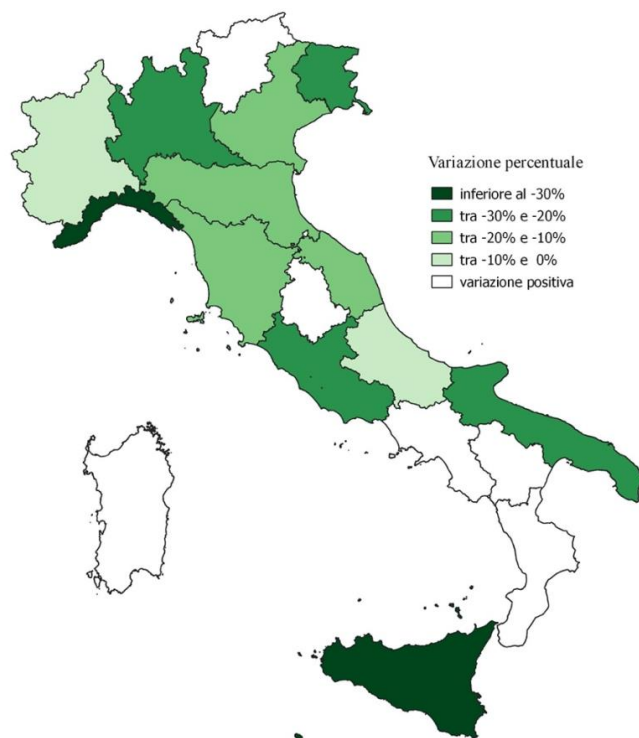 Variazione percentuale
inferiore al -30%
tra -30% e -20%
tra -20% e -10%
tra -10% e 0%
variazione positiva